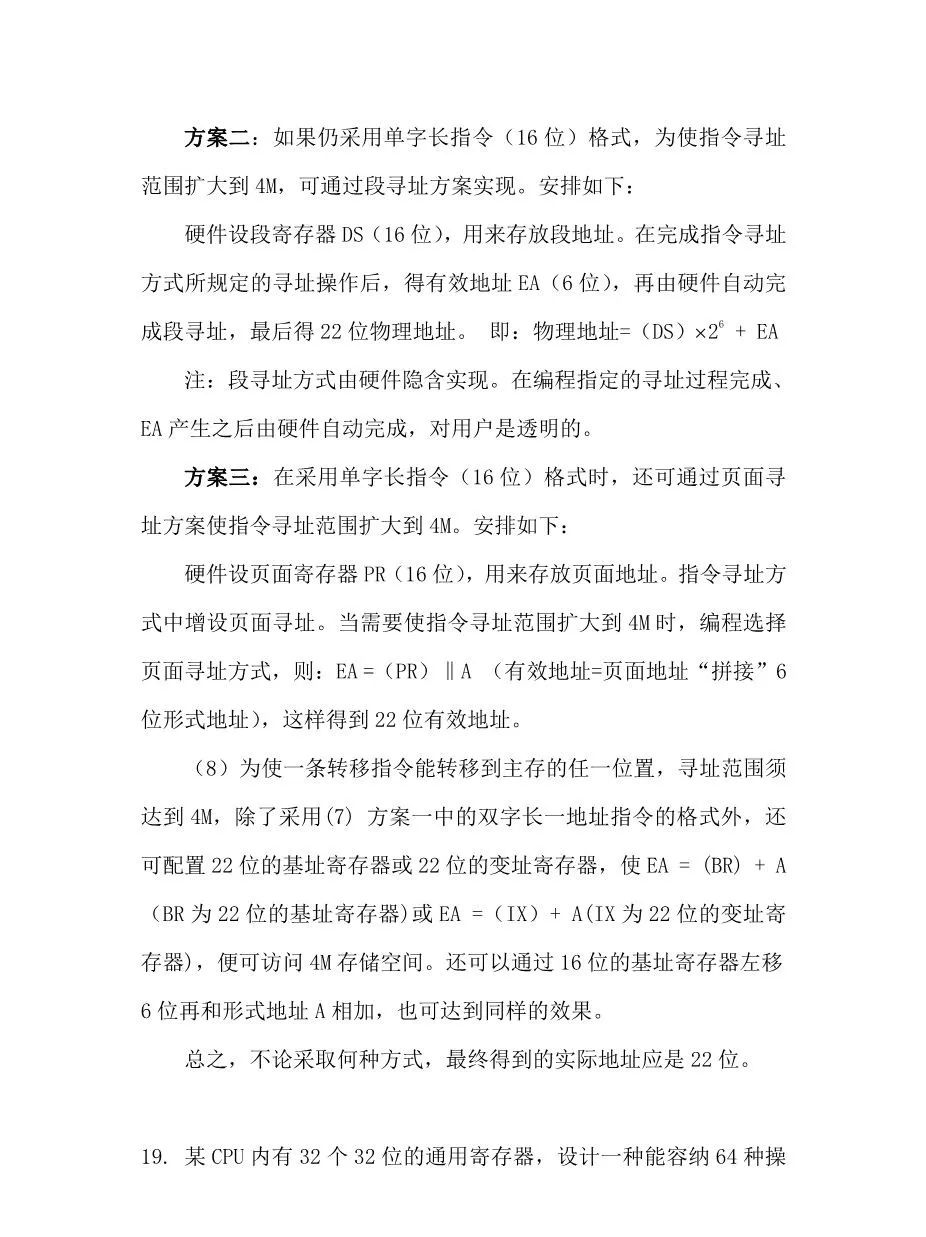 方案二：如果仍采用单字长指令（16 位）格式，为使指令寻址
范围扩大到 4M，可通过段寻址方案实现。安排如下：
硬件设段寄存器 DS（16 位），用来存放段地址。在完成指令寻址
方式所规定的寻址操作后，得有效地址 EA（6 位），再由硬件自动完
成段寻址，最后得 22 位物理地址。 即：物理地址=（DS）×2⁶ + EA
注：段寻址方式由硬件隐含实现。在编程指定的寻址过程完成、
EA 产生之后由硬件自动完成，对用户是透明的。
方案三：在采用单字长指令（16 位）格式时，还可通过页面寻
址方案使指令寻址范围扩大到 4M。安排如下：
硬件设页面寄存器 PR（16 位），用来存放页面地址。指令寻址方
式中增设页面寻址。当需要使指令寻址范围扩大到 4M 时，编程选择
页面寻址方式，则：EA =（PR）‖A （有效地址=页面地址“拼接”6
位形式地址），这样得到 22 位有效地址。
（8）为使一条转移指令能转移到主存的任一位置，寻址范围须
达到 4M，除了采用(7) 方案一中的双字长一地址指令的格式外，还
可配置 22 位的基址寄存器或 22 位的变址寄存器，使 EA = (BR) + A
（BR 为 22 位的基址寄存器)或 EA =（IX）+ A(IX 为 22 位的变址寄
存器)，便可访问 4M 存储空间。还可以通过 16 位的基址寄存器左移
6 位再和形式地址 A 相加，也可达到同样的效果。
总之，不论采取何种方式，最终得到的实际地址应是 22 位。
19. 某 CPU 内有 32 个 32 位的通用寄存器，设计一种能容纳 64 种操